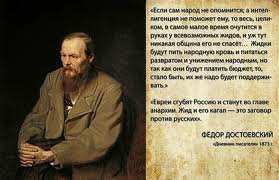 «Если сам народ не опомнится, а интел-
лигенция не поможет ему, то весь, цели-
ком, в самое малое время очутится в
руках у всевозможных жидов, и уж тут
никакая община его не спасёт… Жидки
будут пить народную кровь и питаться
развратом и унижением народным, но
так как они будут платить бюджет, то,
стало быть, их же надо будет поддержи-
вать.»
«Евреи сгубят Россию и станут во главе
анархии. Жид и его кагал — это заговор
против русских».
ФЁДОР ДОСТОЕВСКИЙ
«Дневник писателя» 1873 г.